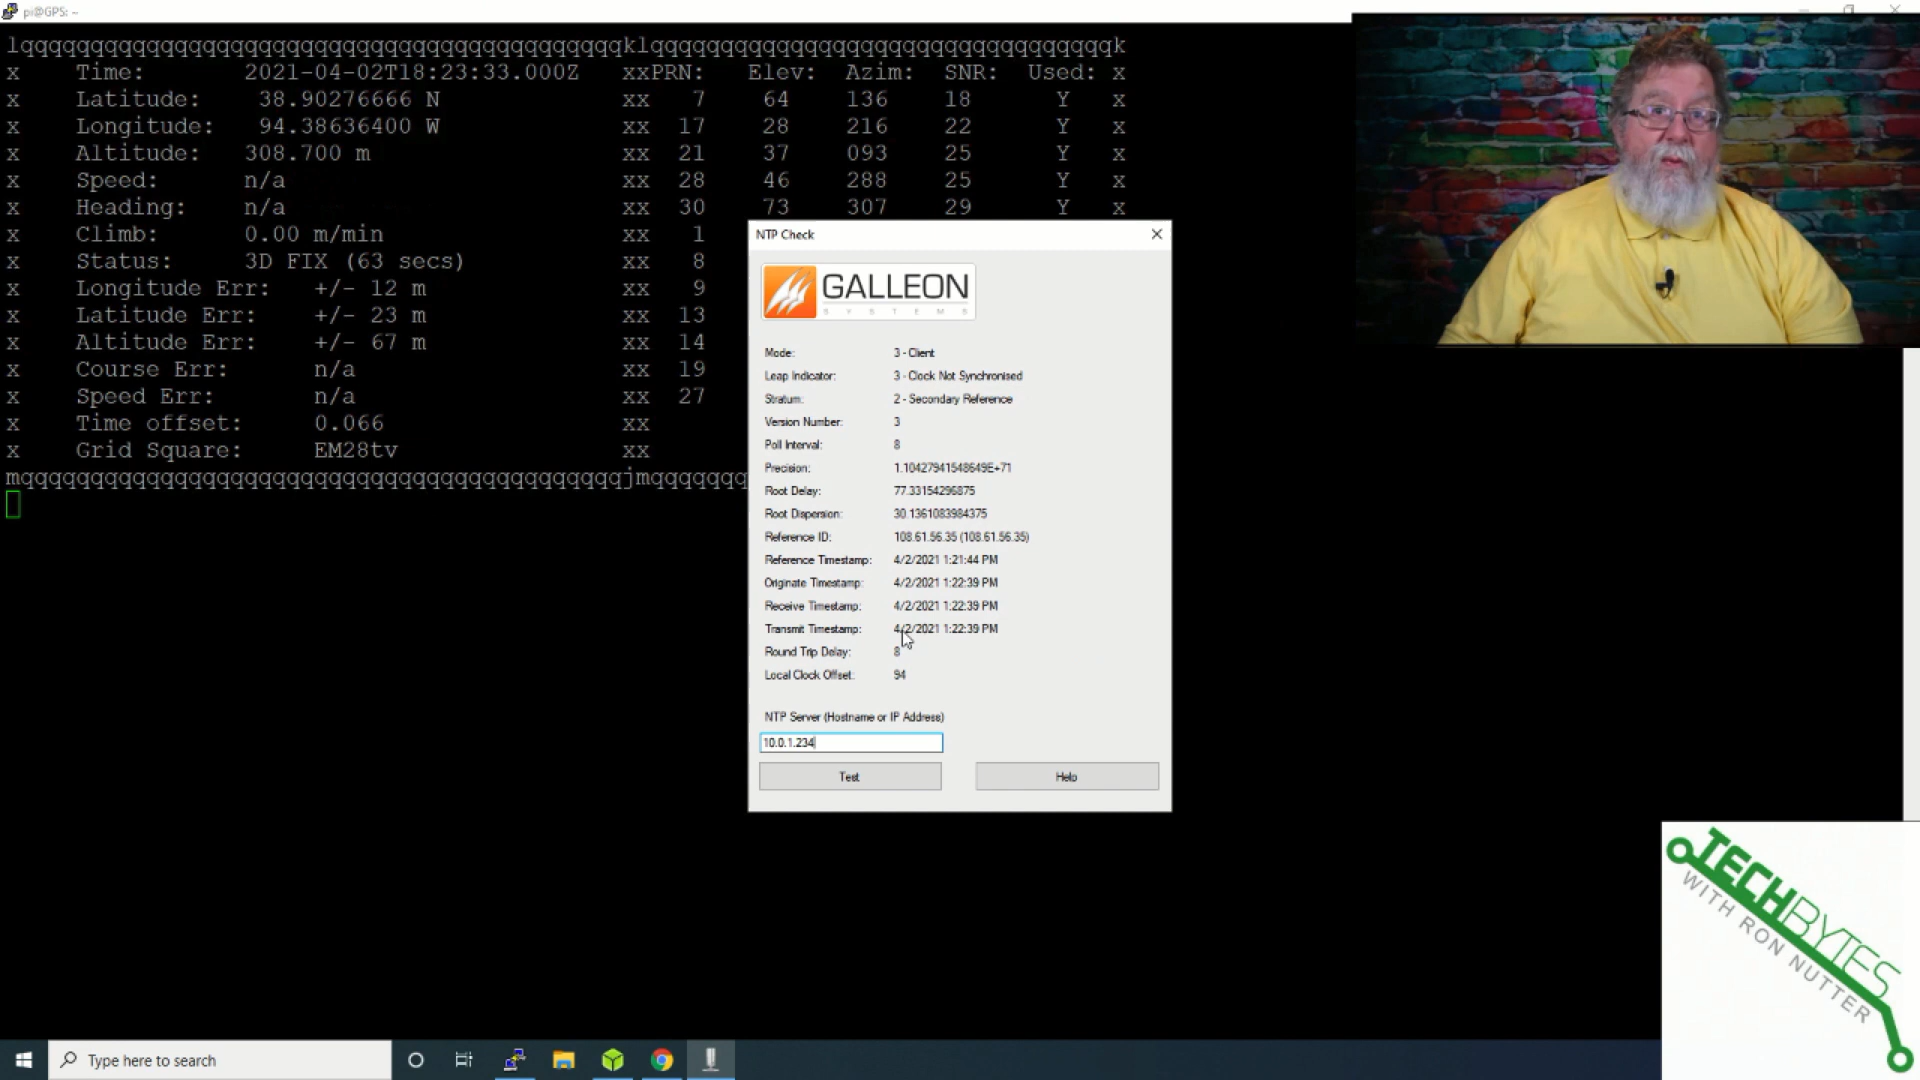 pi@GPS: ~
lqqqqqqqqqqqqqqqqqqqqqqqqqqqqqqqqqqqqqqqqqqqklqqqqqqqqqqqqqqqqqqqqqqqqqqqqqqqqqk
x Time: 2021-04-02T18:23:33.000Z xxPRN: Elev: Azim: SNR: Used: x
x Latitude: 38.90276666 N xx 7 64 136 18 Y x
x Longitude: 94.38636400 W xx 17 28 216 22 Y x
x Altitude: 308.700 m xx 21 37 093 25 Y x
x Speed: n/a xx 28 46 288 25 Y x
x Heading: n/a xx 30 73 307 29 Y x
x Climb: 0.00 m/min xx 1
x Status: 3D FIX (63 secs) xx 8
x Longitude Err: +/- 12 m xx 9
x Latitude Err: +/- 23 m xx 13
x Altitude Err: +/- 67 m xx 14
x Course Err: n/a xx 19
x Speed Err: n/a xx 27
x Time offset: 0.066 xx
x Grid Square: EM28tv xx
mqqqqqqqqqqqqqqqqqqqqqqqqqqqqqqqqqqqqqqqqqqqjmqqqqqqq
NTP Check
GALLEON
SYSTEMS
Mode: 3 - Client
Leap Indicator: 3 - Clock Not Synchronised
Stratum: 2 - Secondary Reference
Version Number: 3
Poll Interval: 8
Precision: 1.10427941548649E+71
Root Delay: 77.33154296875
Root Dispersion: 30.1361083984375
Reference ID: 108.61.56.35 (108.61.56.35)
Reference Timestamp: 4/2/2021 1:21:44 PM
Originate Timestamp: 4/2/2021 1:22:39 PM
Receive Timestamp: 4/2/2021 1:22:39 PM
Transmit Timestamp: 4/2/2021 1:22:39 PM
Round Trip Delay: 8
Local Clock Offset: 94
NTP Server (Hostname or IP Address)
10.0.1.234
Test Help
TECHBYTES
WITH RON NUTTER
Type here to search